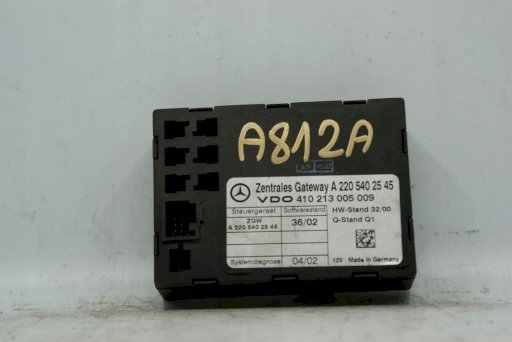 A812A
Zentrales Gateway A 220 540 25 45
VDO 410 213 005 009
Steuergeraet Softwarestand HW-Stand 32/00
ZGW 36/02 Q-Stand Q1
A 220 540 25 45
Systemdiagnose 04/02 12V Made in Germany